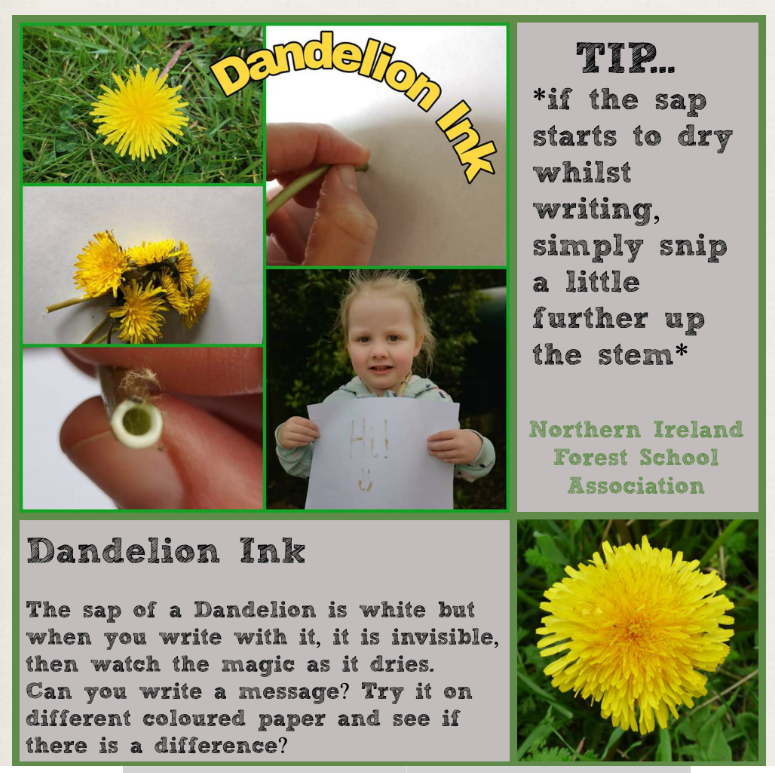 Dandelion Ink
Hi!
TIP...
*if the sap
starts to dry
whilst
writing,
simply snip
a little
further up
the stem*
Northern Ireland
Forest School
Association
Dandelion Ink
The sap of a Dandelion is white but
when you write with it, it is invisible,
then watch the magic as it dries.
Can you write a message? Try it on
different coloured paper and see if
there is a difference?